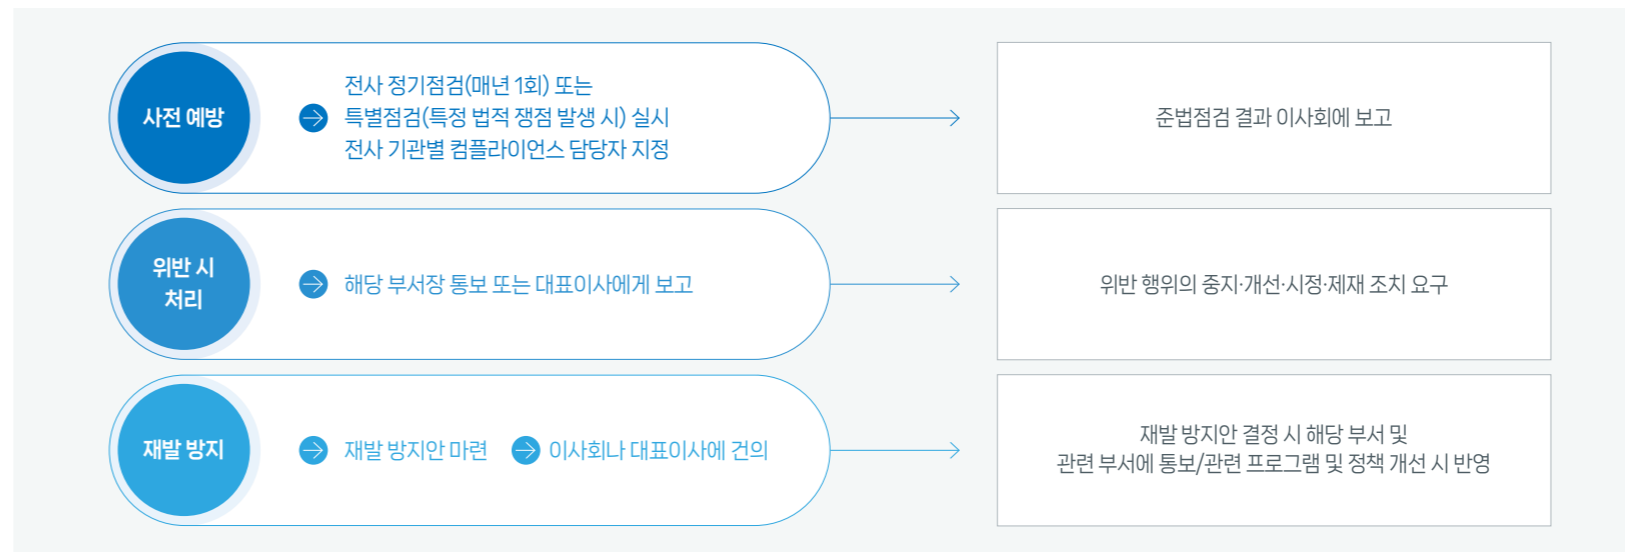 사전 예방
전사 정기점검(매년 1회) 또는
특별점검(특정 법적 쟁점 발생 시) 실시
전사 기관별 컴플라이언스 담당자 지정
준법점검 결과 이사회에 보고
위반 시
처리
해당 부서장 통보 또는 대표이사에게 보고
위반 행위의 중지·개선·시정·제재 조치 요구
재발 방지
재발 방지안 마련
이사회나 대표이사에 건의
재발 방지안 결정 시 해당 부서 및
관련 부서에 통보/관련 프로그램 및 정책 개선 시 반영